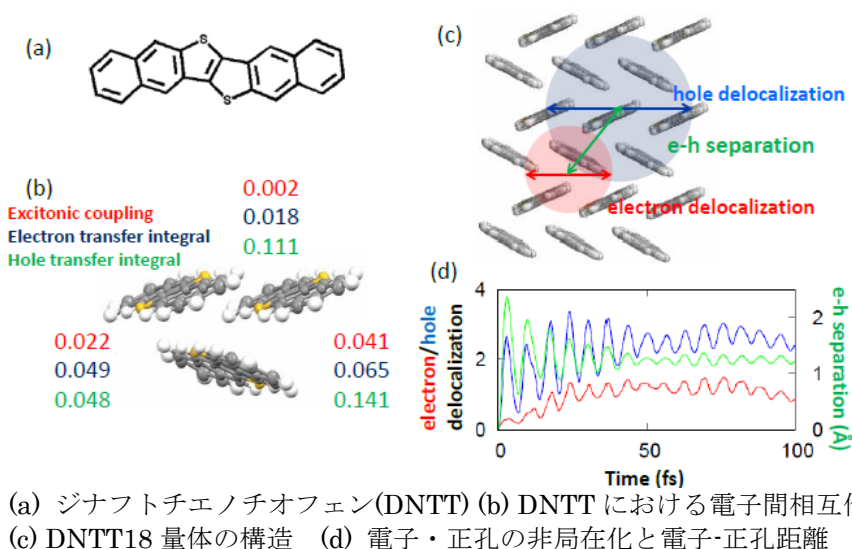 (a)
S
S
(b)
Excitonic coupling
Electron transfer integral
Hole transfer integral
0.002
0.018
0.111
0.022
0.049
0.048
0.041
0.065
0.141
(c)
hole delocalization
e-h separation
electron delocalization
(d)
electron/hole
delocalization
4
2
0
0
50
100
Time (fs)
2
1
0
e-h separation (Å)
(a) ジナフトチエノチオフェン(DNTT) (b) DNTT における電子間相互作
(c) DNTT18 量体の構造 (d) 電子・正孔の非局在化と電子-正孔距離